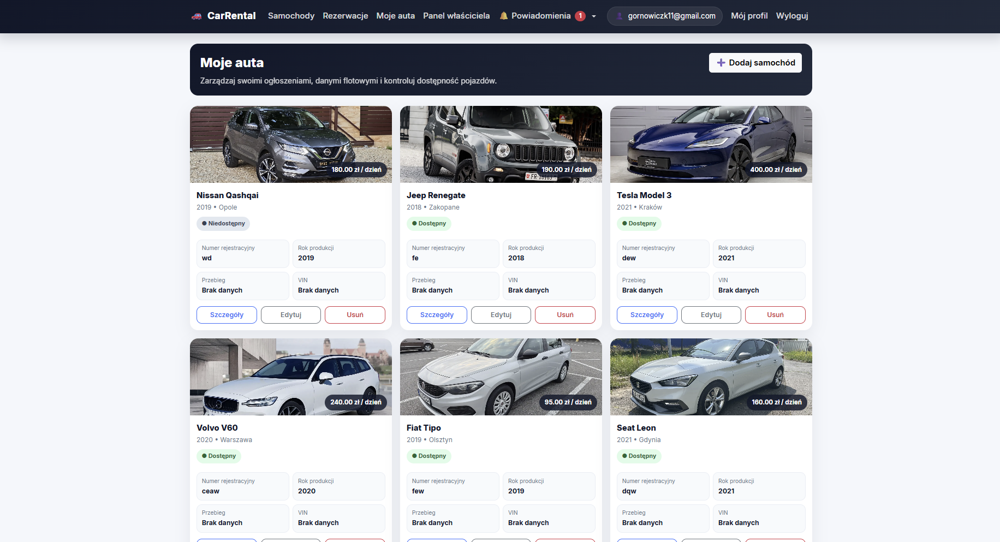 CarRental Samochody Rezerwacje Moje auta Panel właściciela Powiadomienia 1 gornowiczk11@gmail.com Mój profil Wyloguj
Moje auta
Dodaj samochód
Zarządzaj swoimi ogłoszeniami, danymi flotowymi i kontroluj dostępność pojazdów.
180.00 zł / dzień
Nissan Qashqai
2019 • Opole
Niedostępny
Numer rejestracyjny
wd
Rok produkcji
2019
Przebieg
Brak danych
VIN
Brak danych
Szczegóły Edytuj Usuń
Jeep
190.00 zł / dzień
Jeep Renegate
2018 • Zakopane
Dostępny
Numer rejestracyjny
fe
Rok produkcji
2018
Przebieg
Brak danych
VIN
Brak danych
Szczegóły Edytuj Usuń
400.00 zł / dzień
Tesla Model 3
2021 • Kraków
Dostępny
Numer rejestracyjny
dew
Rok produkcji
2021
Przebieg
Brak danych
VIN
Brak danych
Szczegóły Edytuj Usuń
240.00 zł / dzień
Volvo V60
2020 • Warszawa
Dostępny
Numer rejestracyjny
ceaw
Rok produkcji
2020
Przebieg
Brak danych
VIN
Brak danych
95.00 zł / dzień
Fiat Tipo
2019 • Olsztyn
Dostępny
Numer rejestracyjny
few
Rok produkcji
2019
Przebieg
Brak danych
VIN
Brak danych
160.00 zł / dzień
Seat Leon
2021 • Gdynia
Dostępny
Numer rejestracyjny
dqw
Rok produkcji
2021
Przebieg
Brak danych
VIN
Brak danych